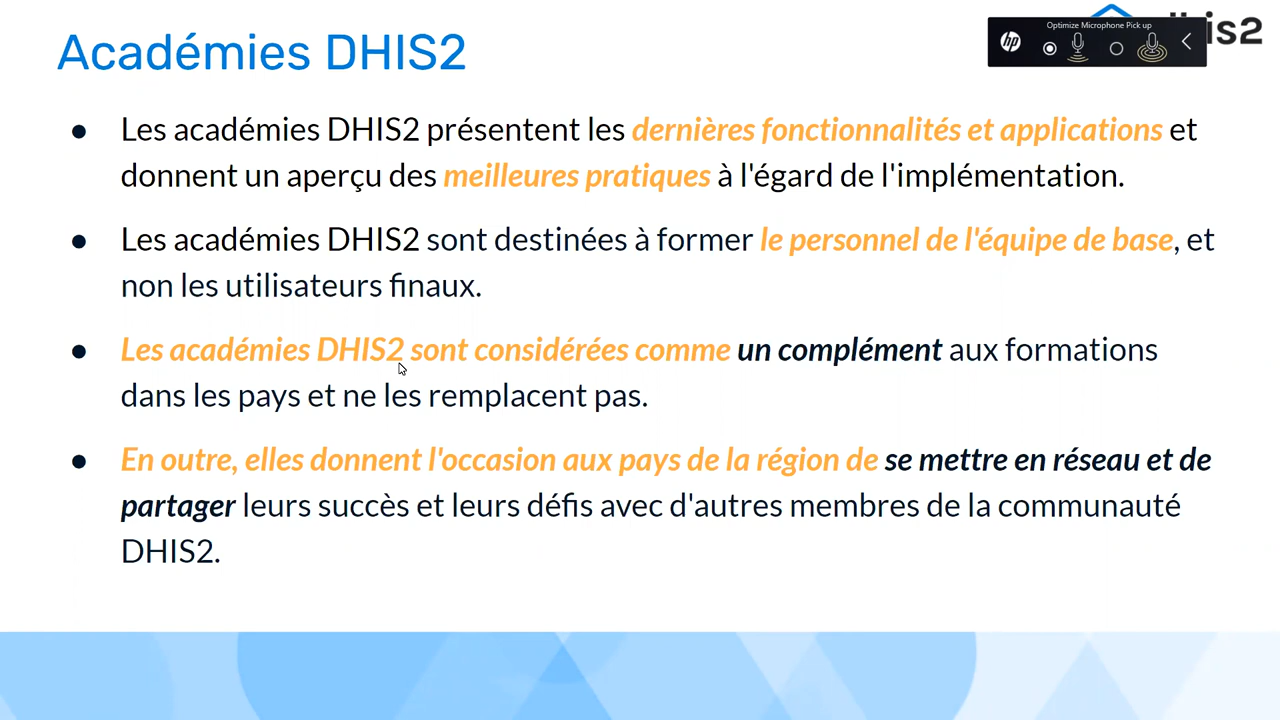 Académies DHIS2
Optimize Microphone Pick up
hp
is2
● Les académies DHIS2 présentent les dernières fonctionnalités et applications et
donnent un aperçu des meilleures pratiques à l'égard de l'implémentation.
● Les académies DHIS2 sont destinées à former le personnel de l'équipe de base, et
non les utilisateurs finaux.
● Les académies DHIS2 sont considérées comme un complément aux formations
dans les pays et ne les remplacent pas.
● En outre, elles donnent l'occasion aux pays de la région de se mettre en réseau et de
partager leurs succès et leurs défis avec d'autres membres de la communauté
DHIS2.